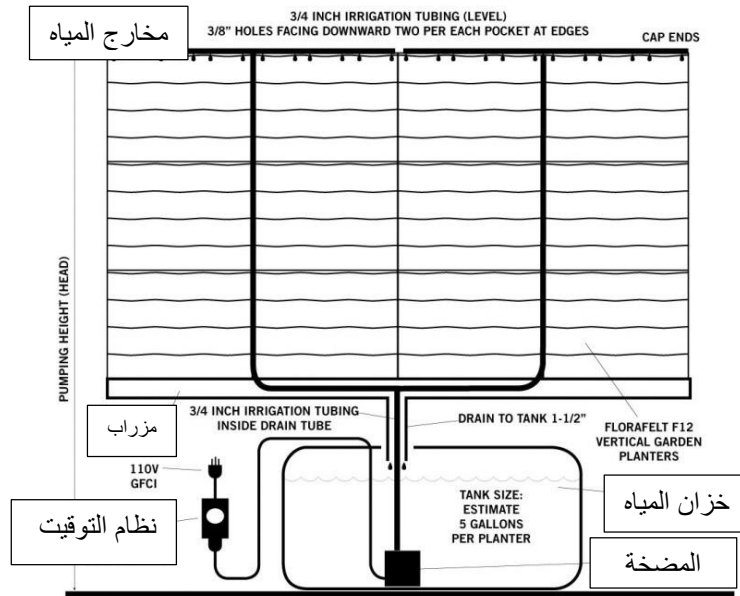 3/4 INCH IRRIGATION TUBING (LEVEL)
3/8" HOLES FACING DOWNWARD TWO PER EACH POCKET AT EDGES
CAP ENDS
مخارج المياه
PUMPING HEIGHT (HEAD)
مزراب
3/4 INCH IRRIGATION TUBING
INSIDE DRAIN TUBE
DRAIN TO TANK 1-1/2"
FLORAFELT F12
VERTICAL GARDEN
PLANTERS
110V
GFCI
نظام التوقيت
TANK SIZE:
ESTIMATE
5 GALLONS
PER PLANTER
خزان المياه
المضخة